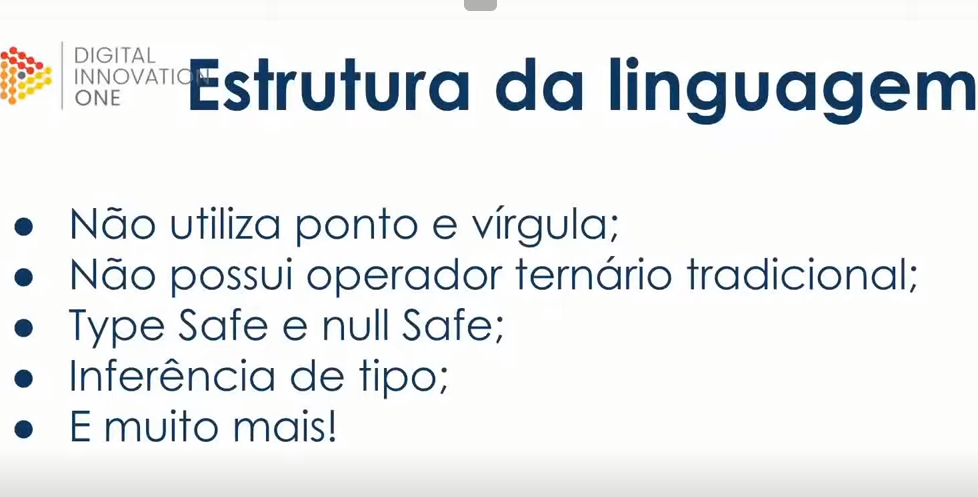 DIGITAL
INNOVATION
ONE
Estrutura da linguagem
● Não utiliza ponto e vírgula;
● Não possui operador ternário tradicional;
● Type Safe e null Safe;
● Inferência de tipo;
● E muito mais!